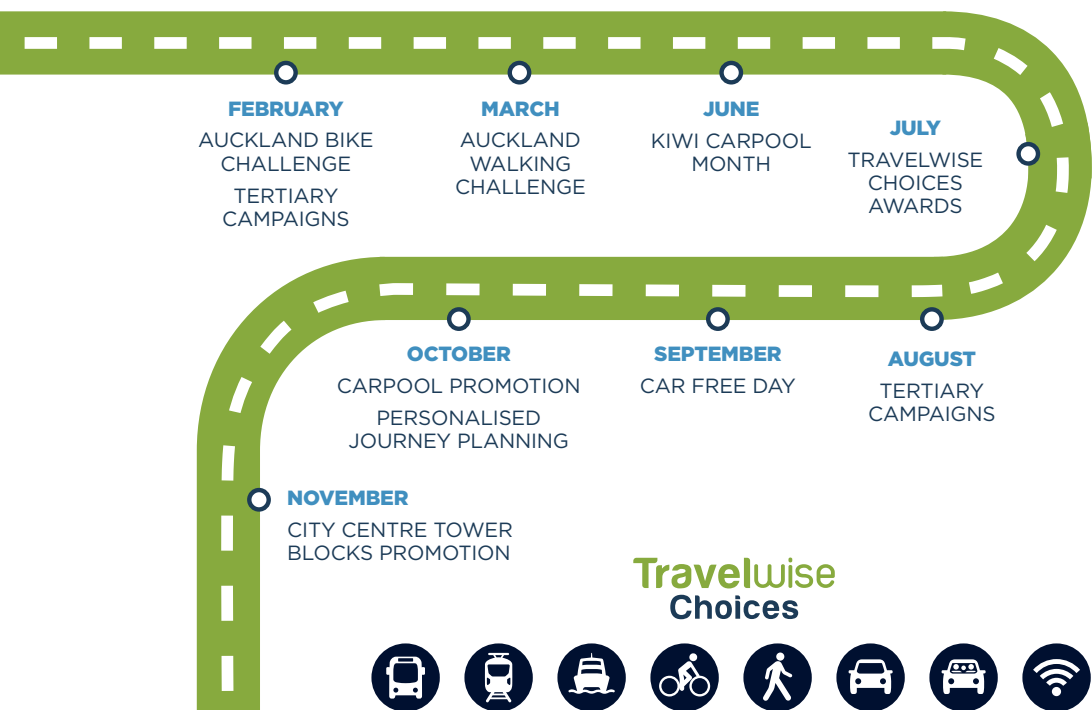 FEBRUARY
AUCKLAND BIKE
CHALLENGE
TERTIARY
CAMPAIGNS
MARCH
AUCKLAND
WALKING
CHALLENGE
JUNE
KIWI CARPOOL
MONTH
JULY
TRAVELWISE
CHOICES
AWARDS
AUGUST
TERTIARY
CAMPAIGNS
SEPTEMBER
CAR FREE DAY
OCTOBER
CARPOOL PROMOTION
PERSONALISED
JOURNEY PLANNING
NOVEMBER
CITY CENTRE TOWER
BLOCKS PROMOTION
Travelwise
Choices